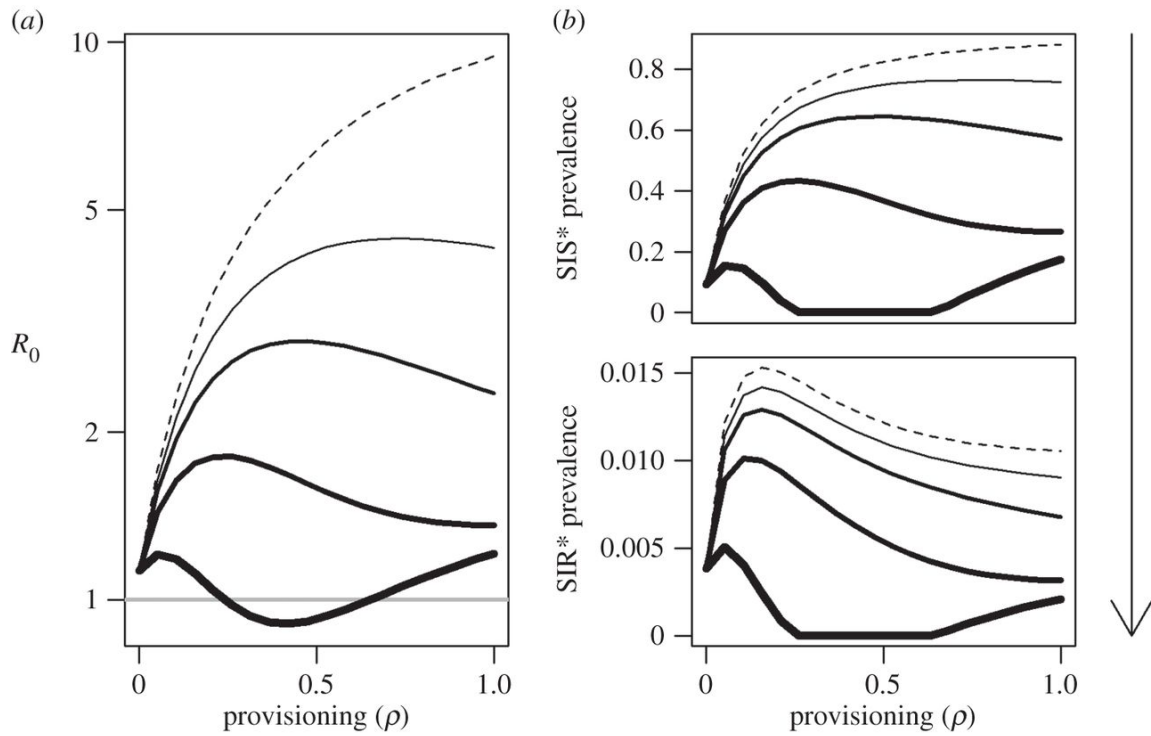 (a)
10
5
2
1
R0
0
0.5
1.0
provisioning (ρ)
(b)
0.8
0.6
0.4
0.2
0
SIS* prevalence
0.015
0.010
0.005
0
SIR* prevalence
0
0.5
1.0
provisioning (ρ)